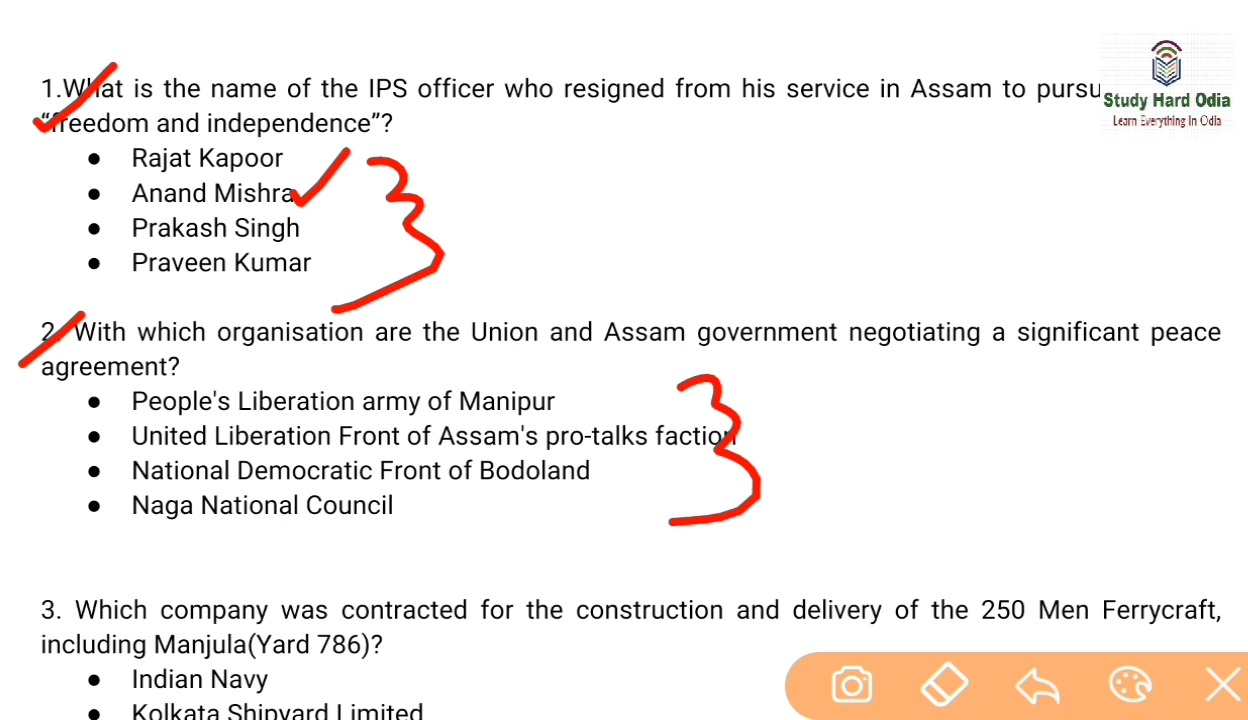 1.What is the name of the IPS officer who resigned from his service in Assam to pursu
“freedom and independence”?
● Rajat Kapoor
● Anand Mishra
● Prakash Singh
● Praveen Kumar
2. With which organisation are the Union and Assam government negotiating a significant peace
agreement?
● People's Liberation army of Manipur
● United Liberation Front of Assam's pro-talks faction
● National Democratic Front of Bodoland
● Naga National Council
3. Which company was contracted for the construction and delivery of the 250 Men Ferrycraft,
including Manjula(Yard 786)?
● Indian Navy
● Kolkata Shipyard Limited
Study Hard Odia
Learn Everything In Odia